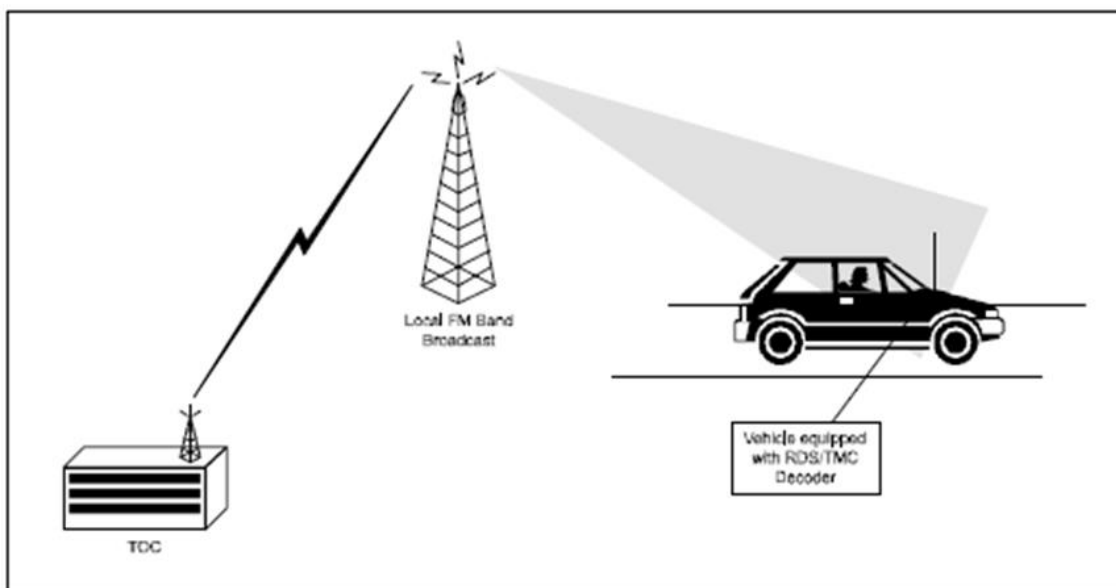 Local FM Band
Broadcast
Vehicle equipped
with RDS/TMC
Decoder
TOC